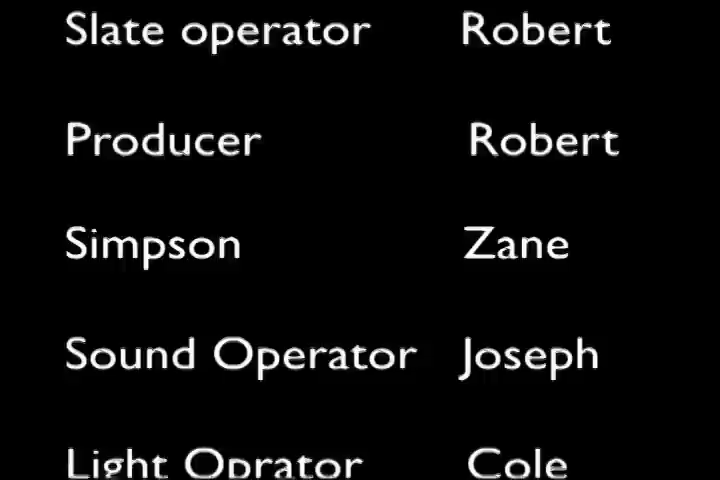 Slate operator Robert
Producer Robert
Simpson Zane
Sound Operator Joseph
Light Oprator Cole